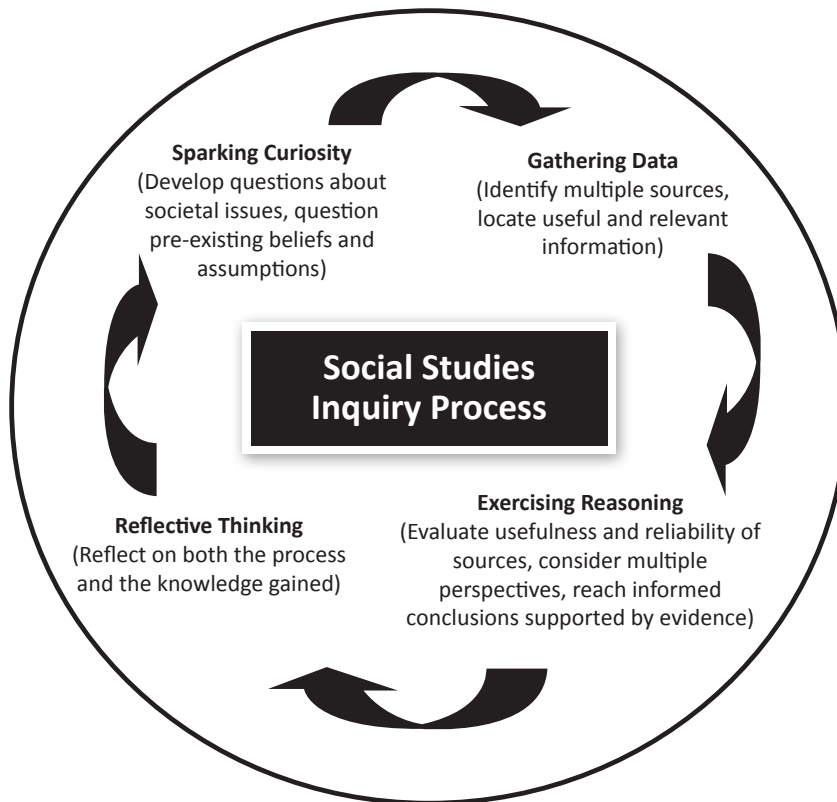 Sparking Curiosity
(Develop questions about
societal issues, question
pre-existing beliefs and
assumptions)
Gathering Data
(Identify multiple sources,
locate useful and relevant
information)
Social Studies
Inquiry Process
Exercising Reasoning
(Evaluate usefulness and reliability of
sources, consider multiple
perspectives, reach informed
conclusions supported by evidence)
Reflective Thinking
(Reflect on both the process
and the knowledge gained)